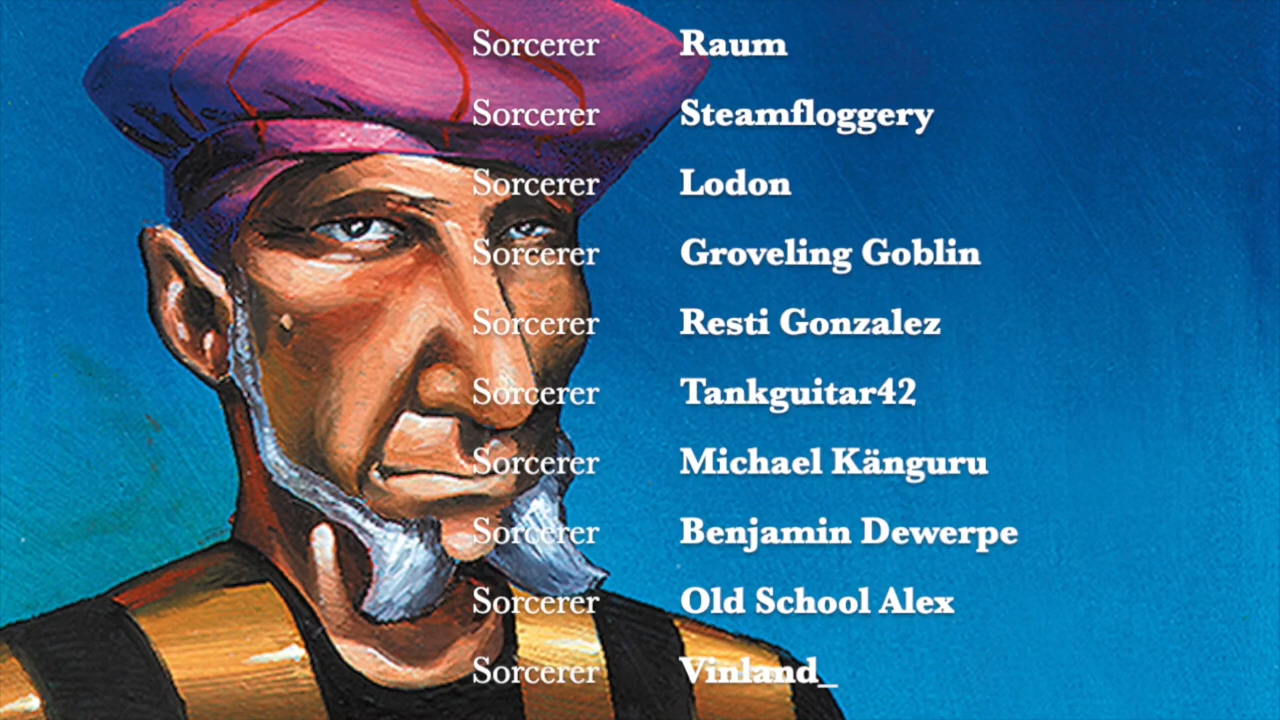 Sorcerer Raum
Sorcerer Steamfloggery
Sorcerer Lodon
Sorcerer Groveling Goblin
Sorcerer Resti Gonzalez
Sorcerer Tankguitar42
Sorcerer Michael Känguru
Sorcerer Benjamin Dewerpe
Sorcerer Old School Alex
Sorcerer Vinland_